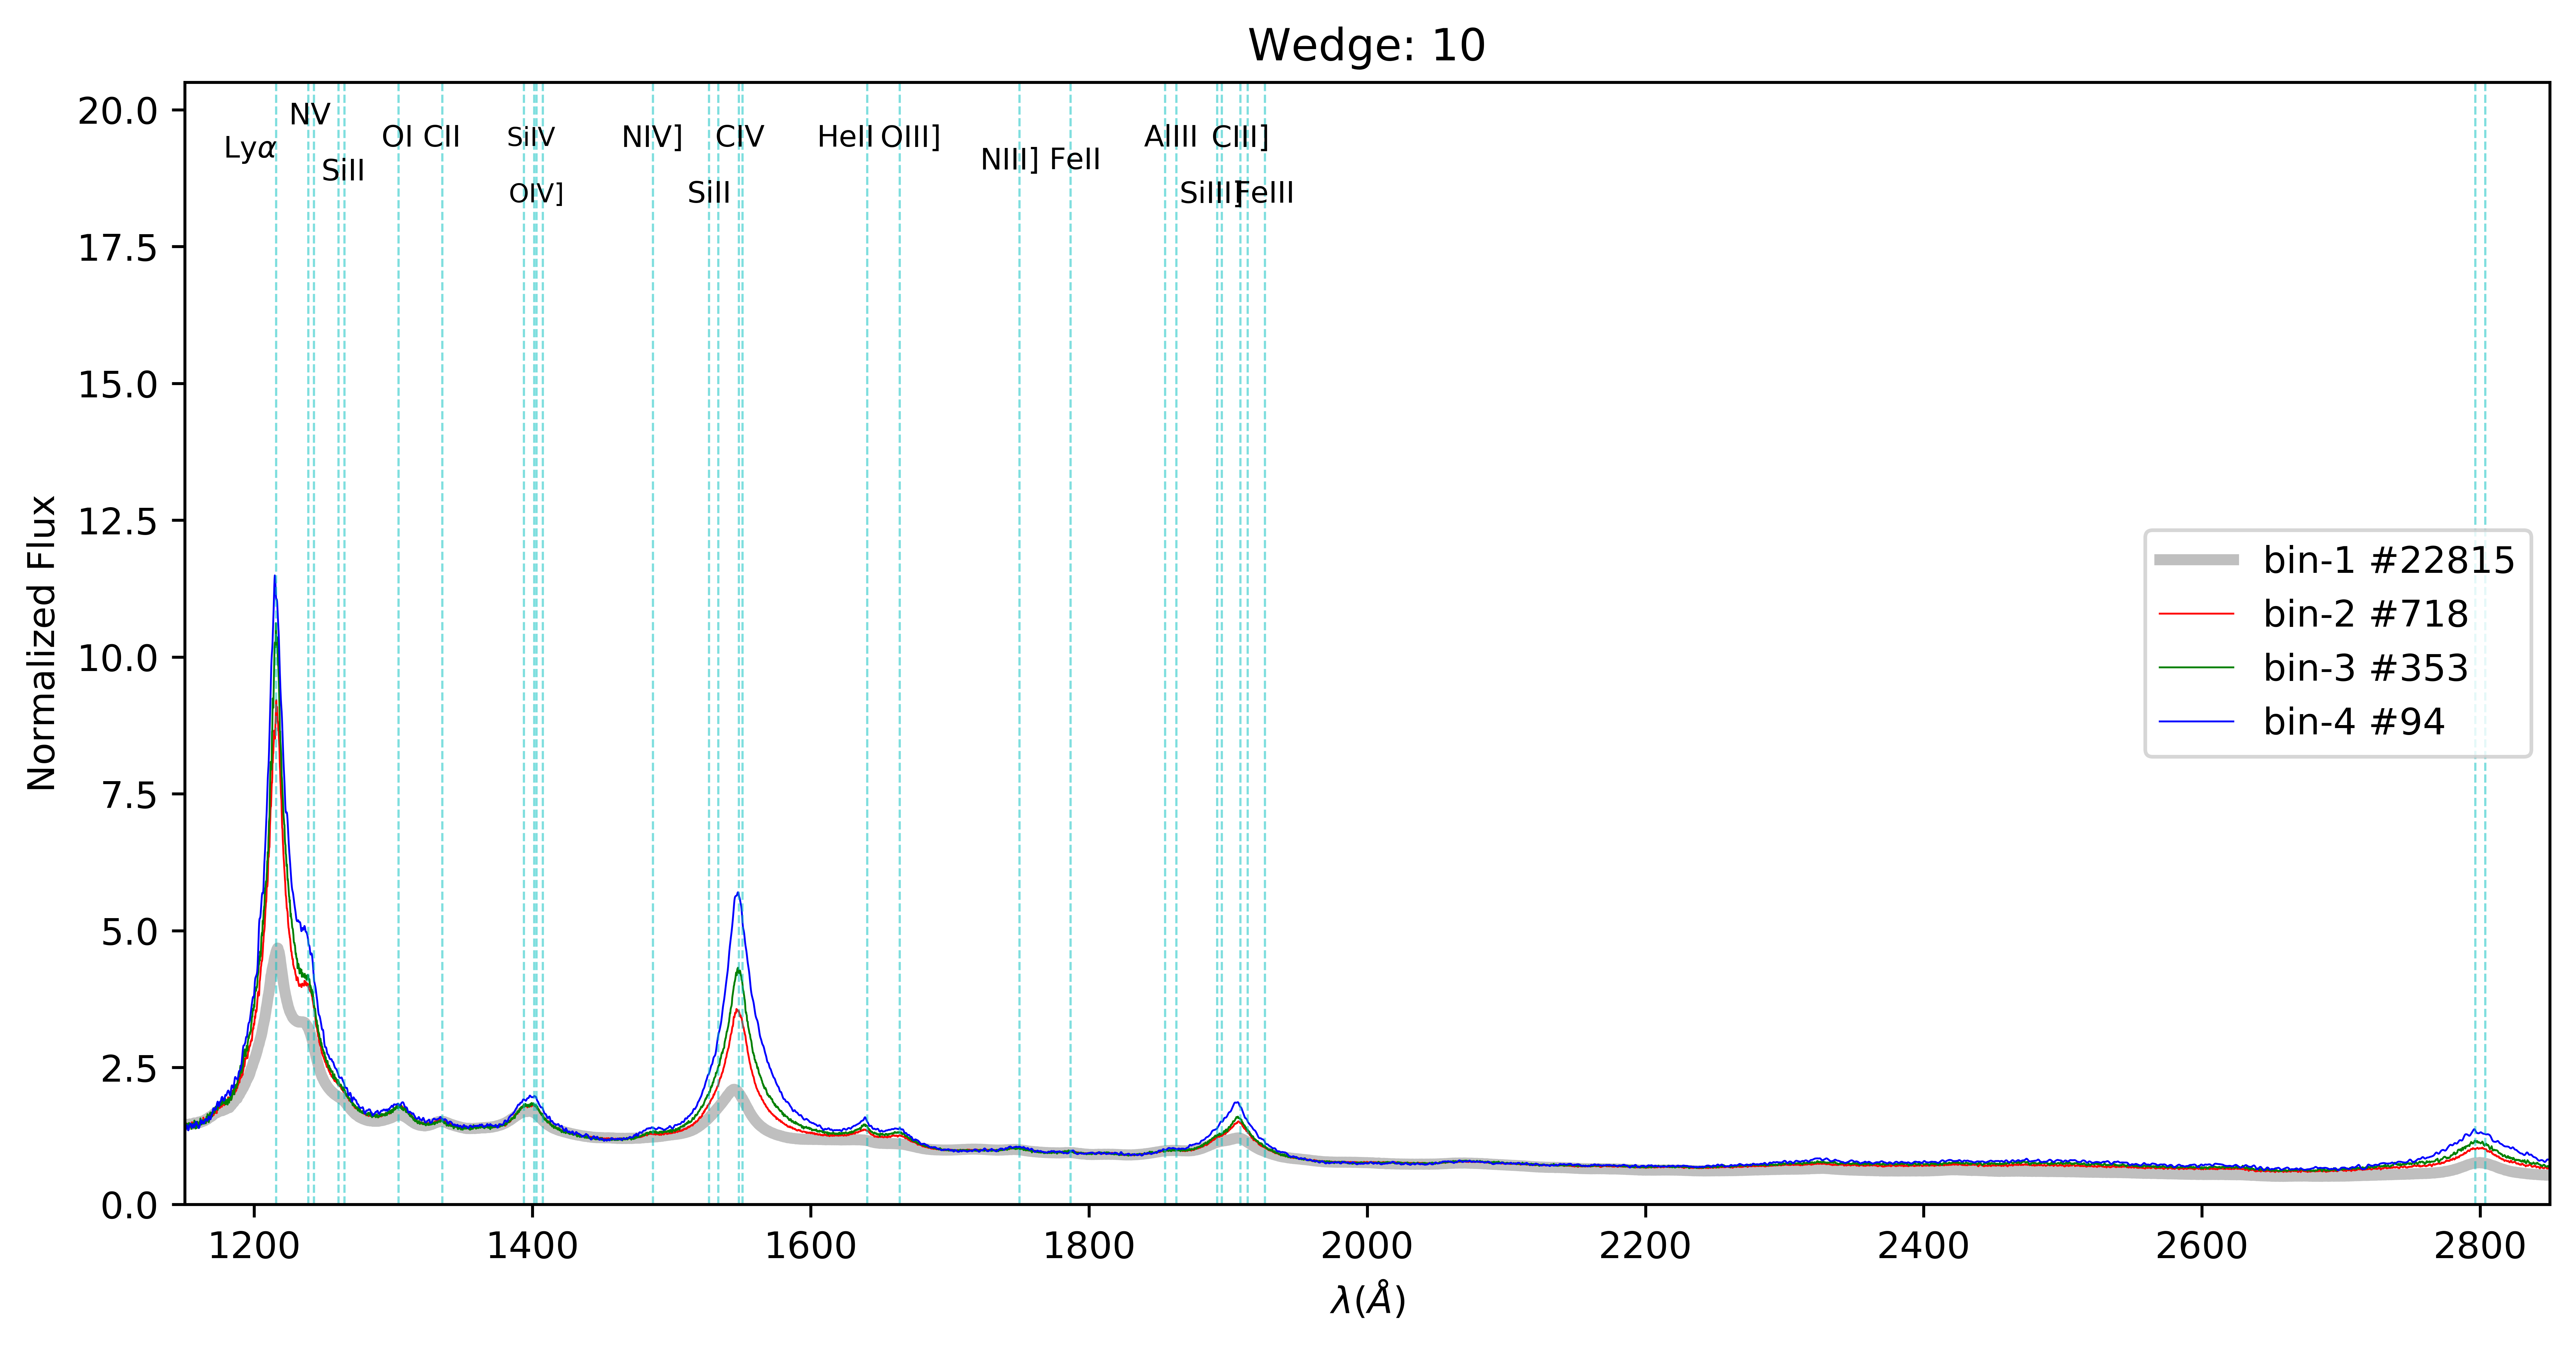 Wedge: 10
20.0
17.5
15.0
12.5
10.0
7.5
5.0
2.5
0.0
Normalized Flux
NV
Lyα
SiII
OI CII
SiIV
OIV]
NIV]
CIV
SiII
HeII OIII]
NIII] FeII
AlIII CIII]
SiIII]
FeIII
bin-1 #22815
bin-2 #718
bin-3 #353
bin-4 #94
1200 1400 1600 1800 2000 2200 2400 2600 2800
λ(Å)